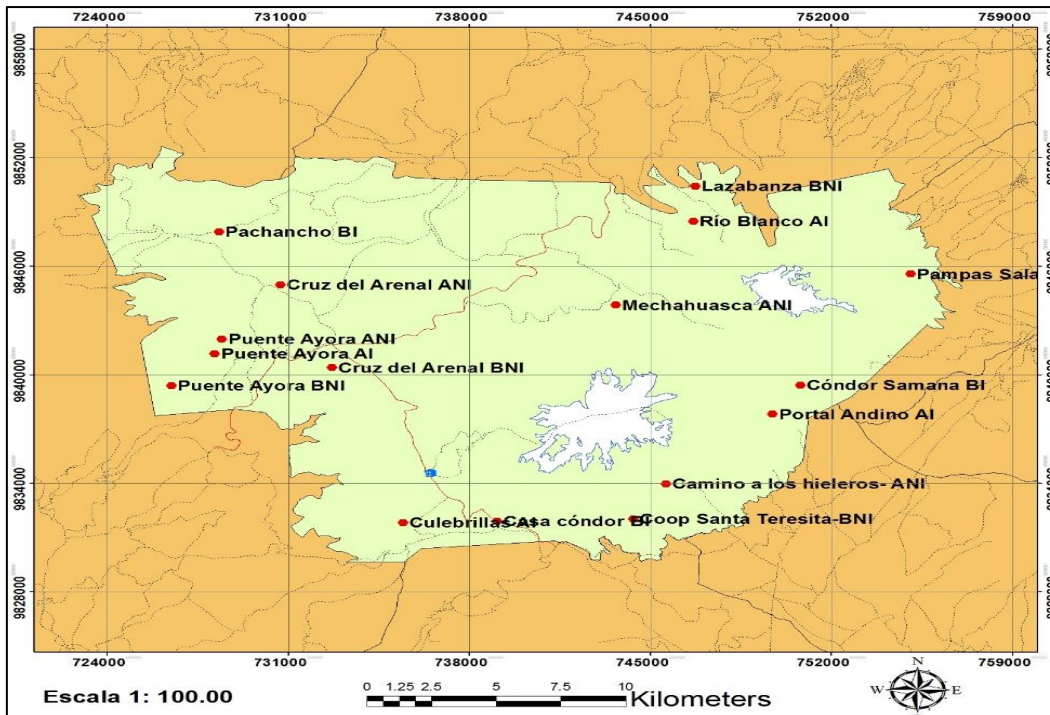 724000 731000 738000 745000 752000 759000
9858000
9852000
Lazabanza BNI
Río Blanco AI
Pachancho BI
9846000
Pampas Sala
Cruz del Arenal ANI
Mechahuasca ANI
Puente Ayora ANI
Puente Ayora AI
Cruz del Arenal BNI
9840000
Puente Ayora BNI
Cóndor Samana BI
Portal Andino AI
9834000
Camino a los hieleros- ANI
Culebrillas AI
Casa cóndor BI
Coop Santa Teresita-BNI
9828000
724000 731000 738000 745000 752000 759000
Escala 1: 100.00
0 1.25 2.5 5 7.5 10
Kilometers
N
W E
S